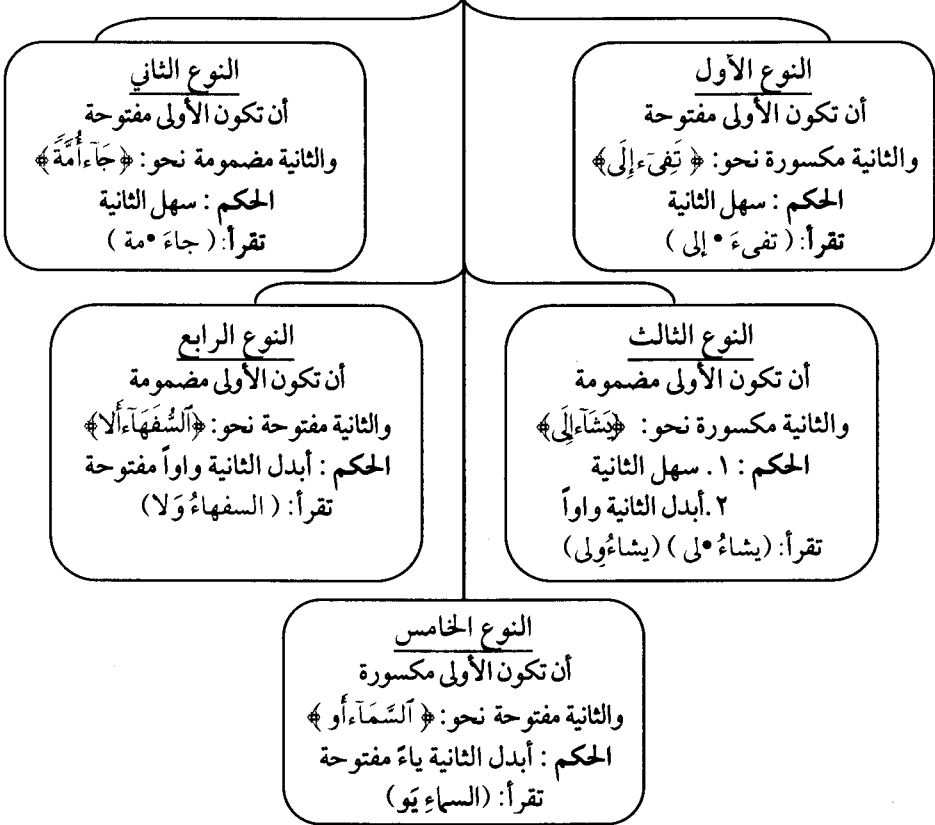 النوع الأول
أن تكون الأولى مفتوحة
والثانية مكسورة نحو: ﴿ تَفِىٓءَ إِلَى ﴾
الحكم : سهل الثانية
تقرأ: ( تفىءَ • إلى )
النوع الثاني
أن تكون الأولى مفتوحة
والثانية مضمومة نحو: ﴿ جَآءَ أُمَّةً ﴾
الحكم : سهل الثانية
تقرأ: ( جاءَ •مة )
النوع الثالث
أن تكون الأولى مضمومة
والثانية مكسورة نحو: ﴿يَشَآءُ إِلَى﴾
الحكم : ١. سهل الثانية
٢.أبدل الثانية واواً
تقرأ: (يشاءُ •لى ) (يشاءُوِلى)
النوع الرابع
أن تكون الأولى مضمومة
والثانية مفتوحة نحو: ﴿ٱلسُّفَهَآءُ أَلا﴾
الحكم : أبدل الثانية واواً مفتوحة
تقرأ: ( السفهاءُ وَلا)
النوع الخامس
أن تكون الأولى مكسورة
والثانية مفتوحة نحو: ﴿ ٱلسَّمَآءِ أَو ﴾
الحكم : أبدل الثانية ياءً مفتوحة
تقرأ: (السماءِ يَو)